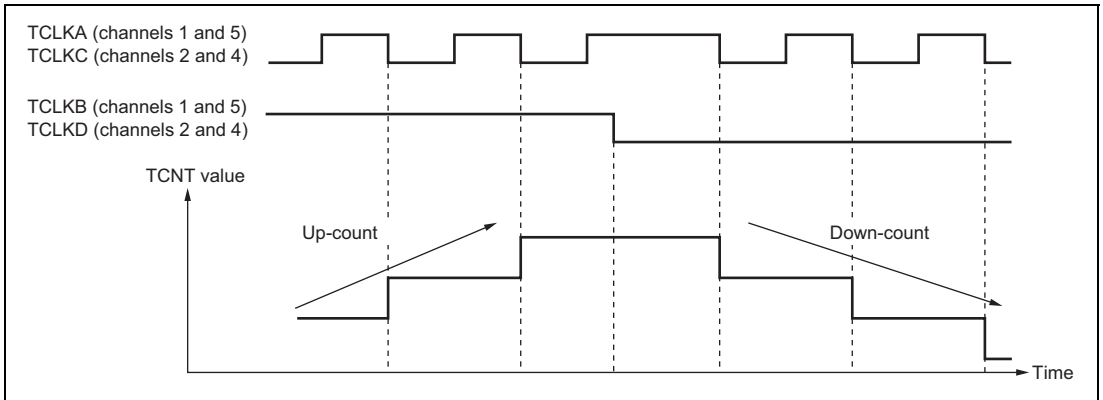 TCLKA (channels 1 and 5)
TCLKC (channels 2 and 4)
TCLKB (channels 1 and 5)
TCLKD (channels 2 and 4)
TCNT value
Up-count
Down-count
Time